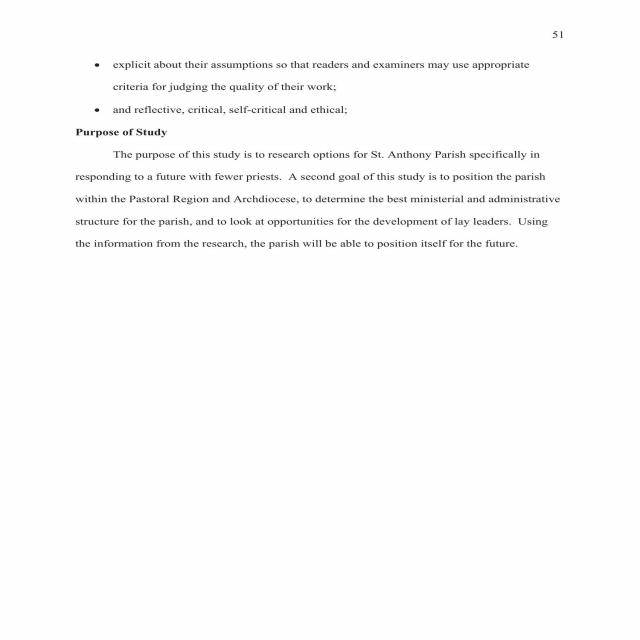 51
• explicit about their assumptions so that readers and examiners may use appropriate
criteria for judging the quality of their work;
• and reflective, critical, self-critical and ethical;
Purpose of Study
The purpose of this study is to research options for St. Anthony Parish specifically in
responding to a future with fewer priests.  A second goal of this study is to position the parish
within the Pastoral Region and Archdiocese, to determine the best ministerial and administrative
structure for the parish, and to look at opportunities for the development of lay leaders.  Using
the information from the research, the parish will be able to position itself for the future.